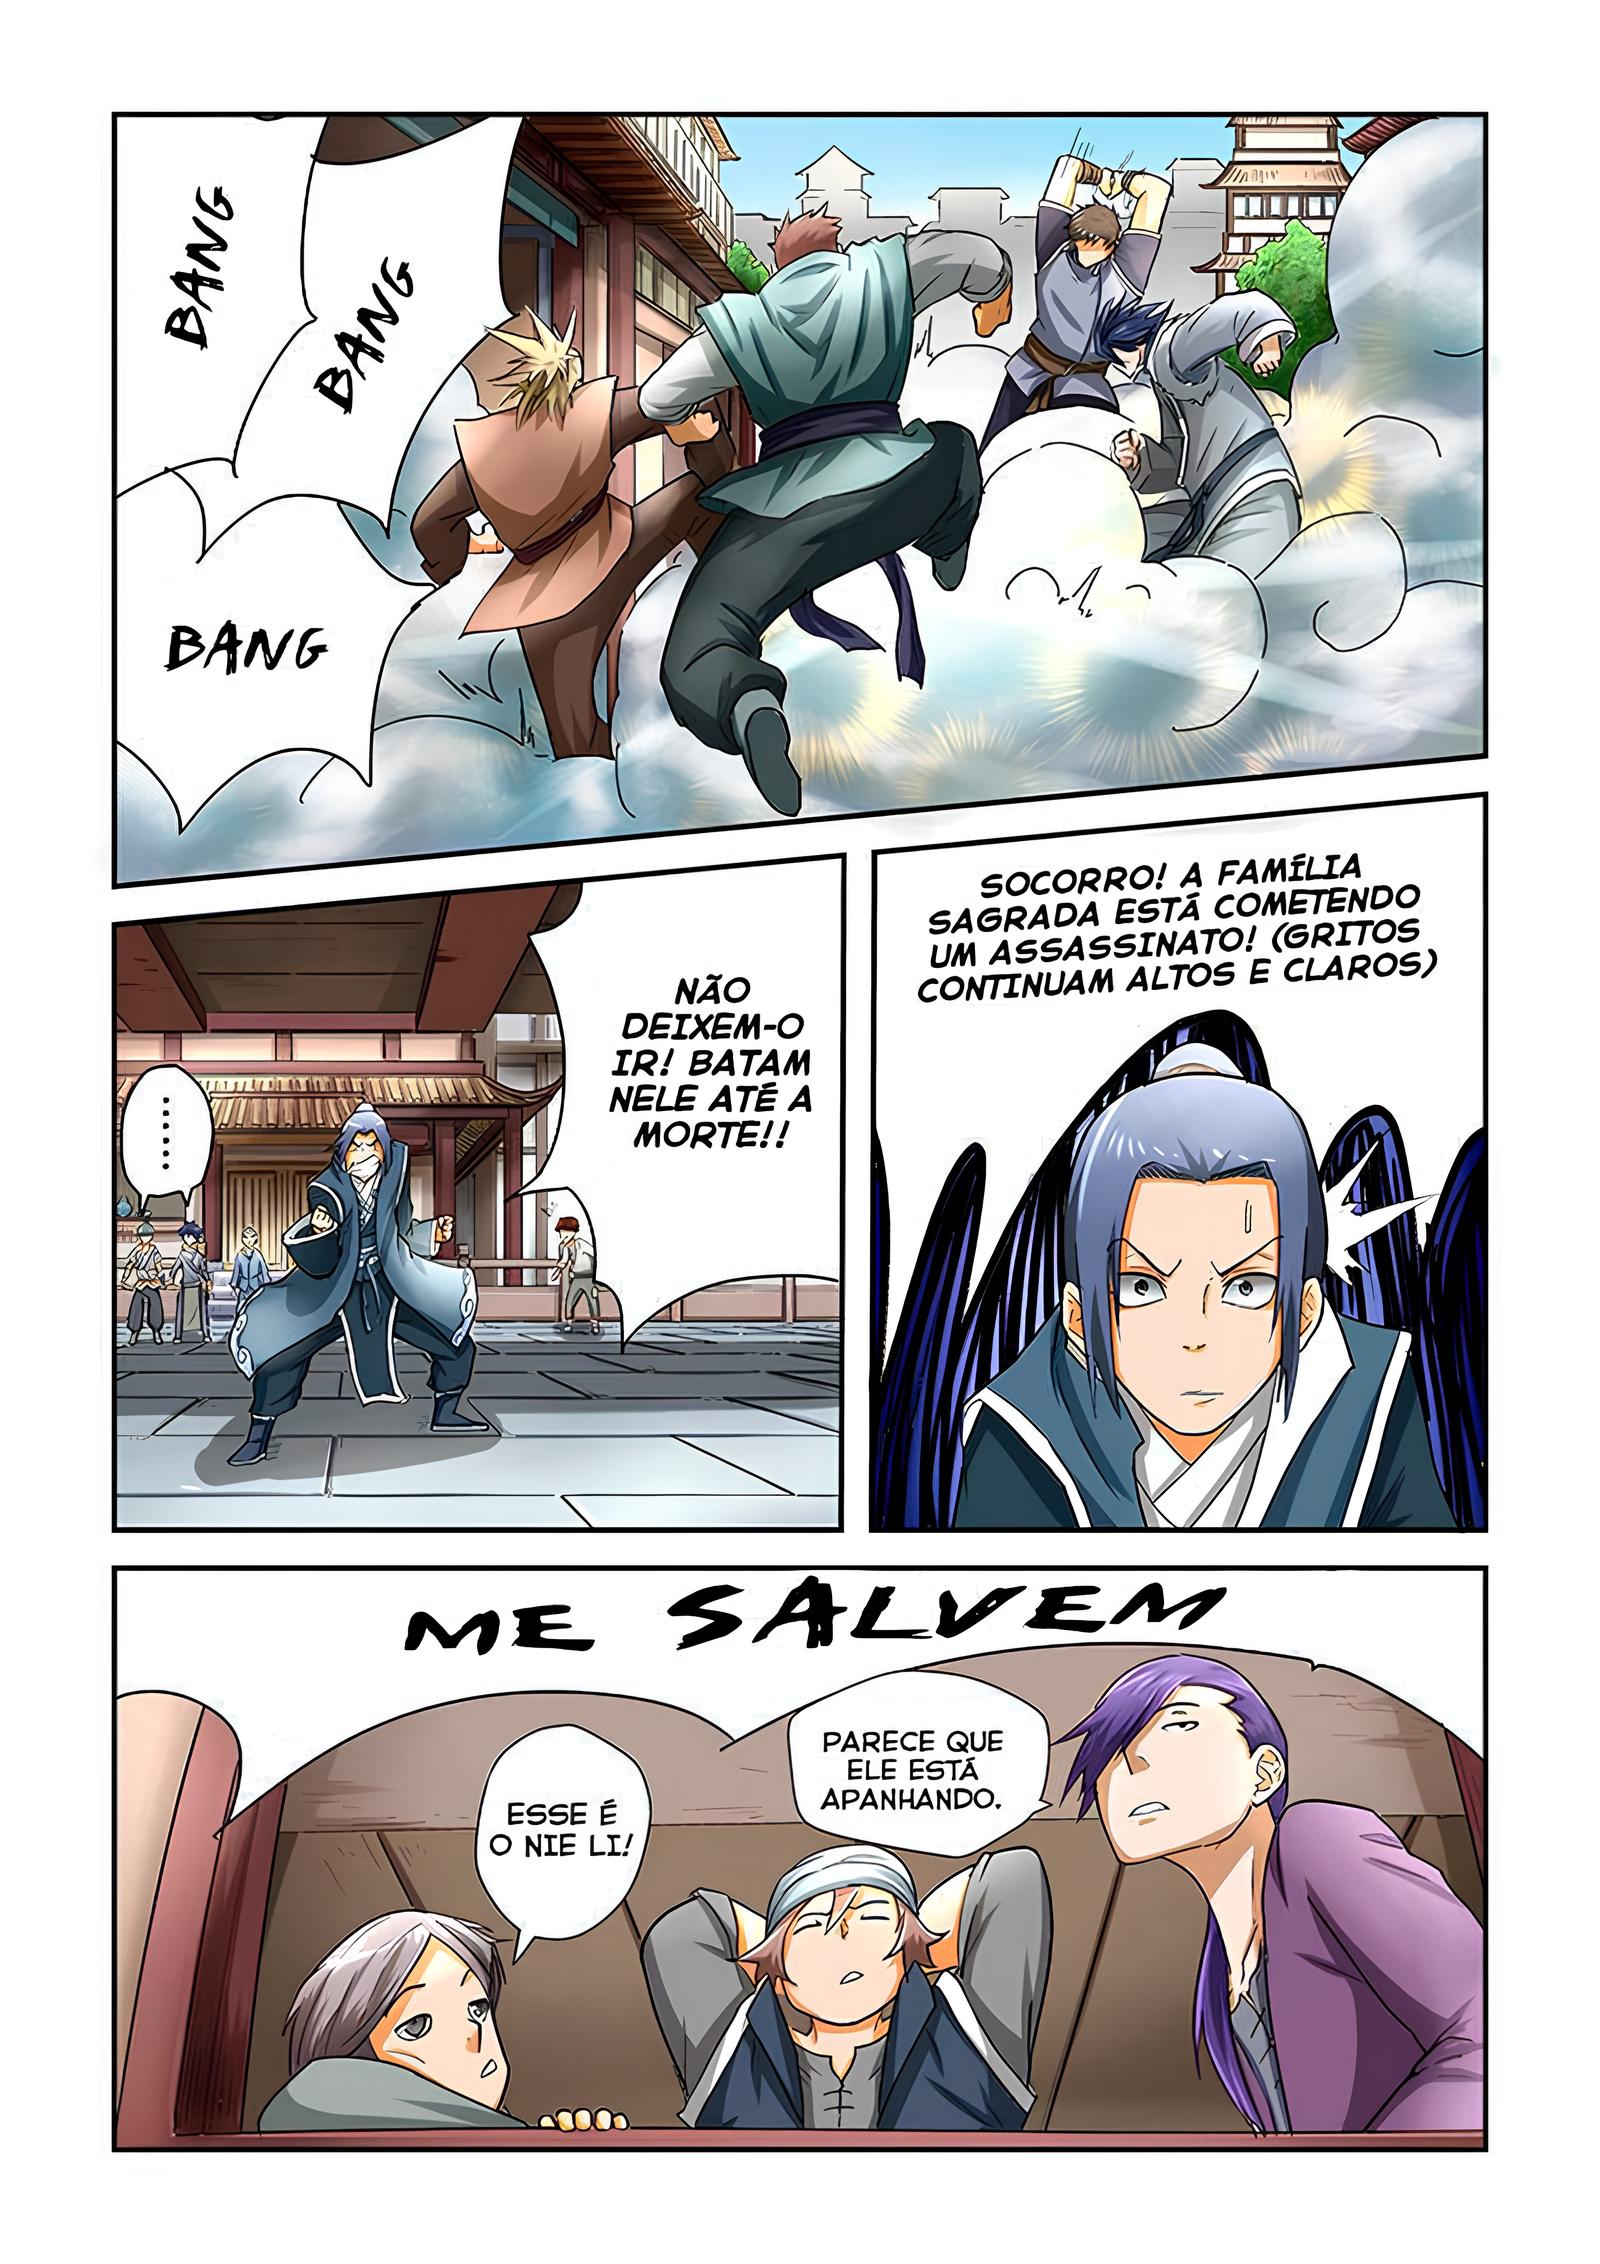 BANG
BANG
BANG
NÃO
DEIXEM-O
IR! BATAM
NELE ATÉ A
MORTE!!
......
SOCORRO! A FAMÍLIA
SAGRADA ESTÁ COMETENDO
UM ASSASSINATO! (GRITOS
CONTINUAM ALTOS E CLAROS)
ME SALVEM
ESSE É
O NIE LI!
PARECE QUE
ELE ESTÁ
APANHANDO.